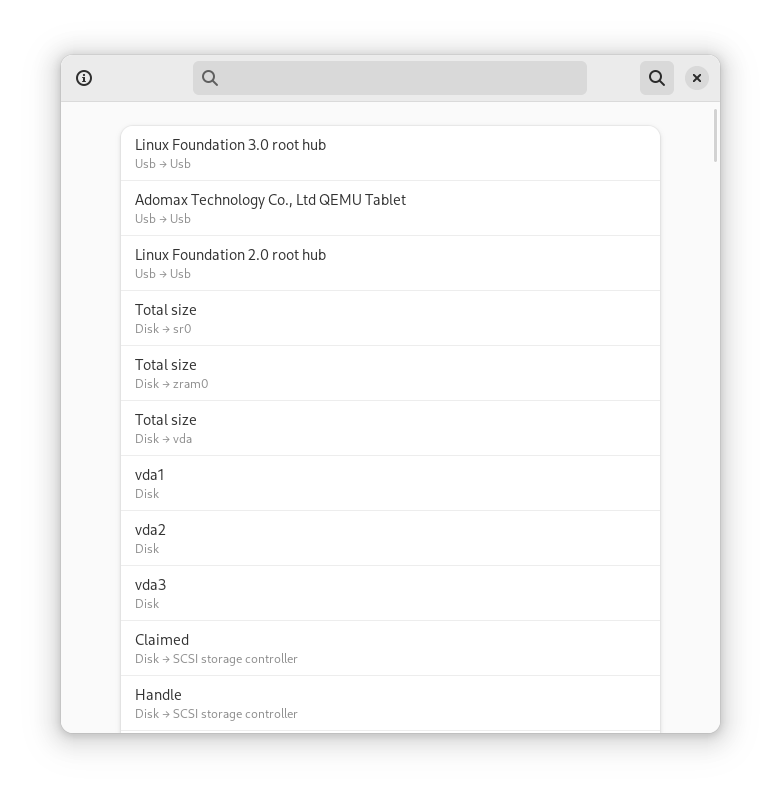 Linux Foundation 3.0 root hub
Usb → Usb
Adomax Technology Co., Ltd QEMU Tablet
Usb → Usb
Linux Foundation 2.0 root hub
Usb → Usb
Total size
Disk → sr0
Total size
Disk → zram0
Total size
Disk → vda
vda1
Disk
vda2
Disk
vda3
Disk
Claimed
Disk → SCSI storage controller
Handle
Disk → SCSI storage controller